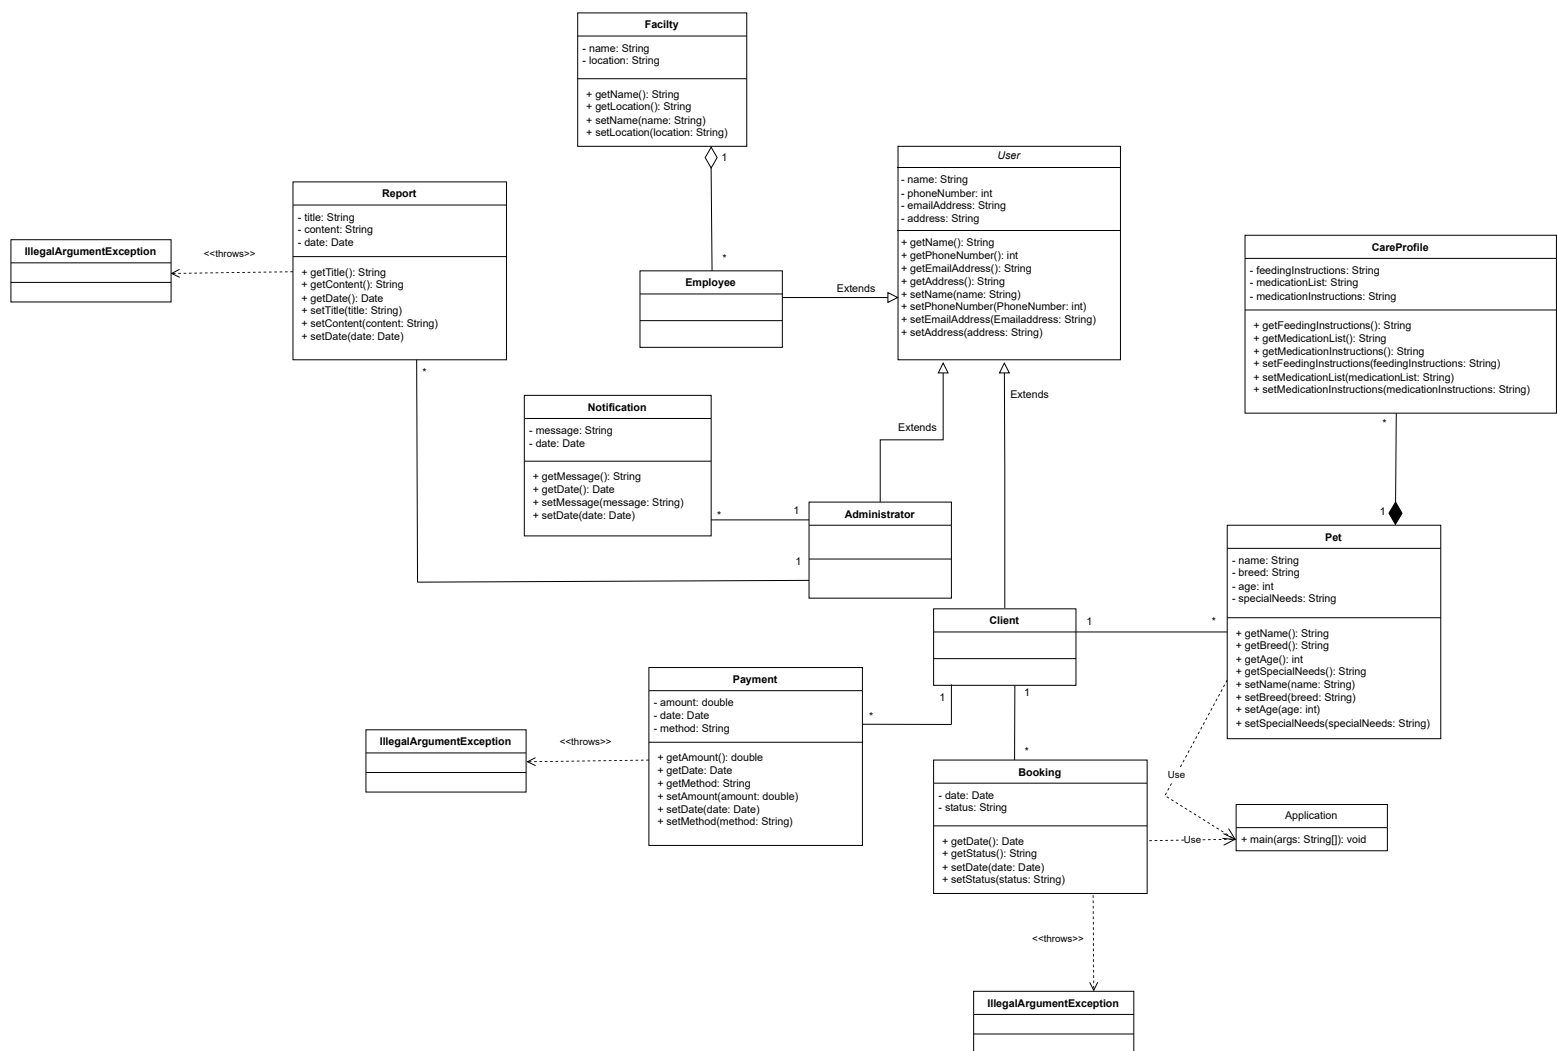 Facilty
- name: String
- location: String
+ getName(): String
+ getLocation(): String
+ setName(name: String)
+ setLocation(location: String)
1
*
User
- name: String
- phoneNumber: int
- emailAddress: String
- address: String
+ getName(): String
+ getPhoneNumber(): int
+ getEmailAddress(): String
+ getAddress(): String
+ setName(name: String)
+ setPhoneNumber(PhoneNumber: int)
+ setEmailAddress(Emailaddress: String)
+ setAddress(address: String)
Report
- title: String
- content: String
- date: Date
+ getTitle(): String
+ getContent(): String
+ getDate(): Date
+ setTitle(title: String)
+ setContent(content: String)
+ setDate(date: Date)
*
IllegalArgumentException
<<throws>>
Employee
Extends
CareProfile
- feedingInstructions: String
- medicationList: String
- medicationInstructions: String
+ getFeedingInstructions(): String
+ getMedicationList(): String
+ getMedicationInstructions(): String
+ setFeedingInstructions(feedingInstructions: String)
+ setMedicationList(medicationList: String)
+ setMedicationInstructions(medicationInstructions: String)
*
1
Extends
Extends
Notification
- message: String
- date: Date
+ getMessage(): String
+ getDate(): Date
+ setMessage(message: String)
+ setDate(date: Date)
*
1
1
Administrator
Pet
- name: String
- breed: String
- age: int
- specialNeeds: String
+ getName(): String
+ getBreed(): String
+ getAge(): int
+ getSpecialNeeds(): String
+ setName(name: String)
+ setBreed(breed: String)
+ setAge(age: int)
+ setSpecialNeeds(specialNeeds: String)
Client
1
*
1
1
Payment
- amount: double
- date: Date
- method: String
+ getAmount(): double
+ getDate: Date
+ getMethod: String
+ setAmount(amount: double)
+ setDate(date: Date)
+ setMethod(method: String)
*
IllegalArgumentException
<<throws>>
*
Booking
- date: Date
- status: String
+ getDate(): Date
+ getStatus(): String
+ setDate(date: Date)
+ setStatus(status: String)
Use
Use
Application
+ main(args: String[]): void
<<throws>>
IllegalArgumentException